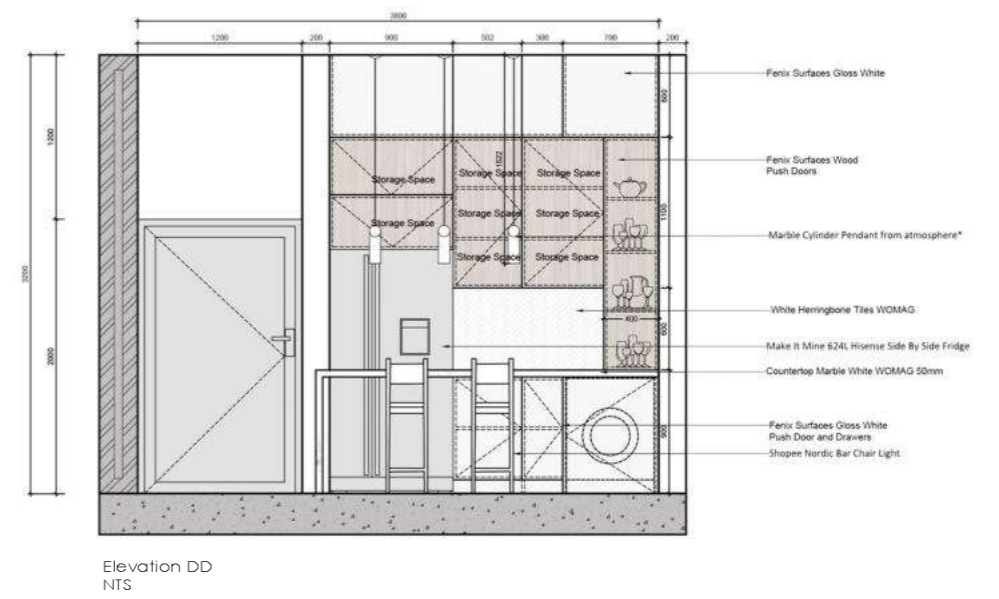 3800
1200 200 900 502 300 700 200
Fenix Surfaces Gloss White
600
1200
1522
Fenix Surfaces Wood
Push Doors
Storage Space Storage Space Storage Space
1100
Storage Space Storage Space Storage Space
Marble Cylinder Pendant from atmosphere*
Storage Space Storage Space
3200
White Herringbone Tiles WOMAG
400
600
Make It Mine 624L Hisense Side By Side Fridge
2000
Countertop Marble White WOMAG 50mm
Fenix Surfaces Gloss White
Push Door and Drawers
900
Shopee Nordic Bar Chair Light
Elevation DD
NTS